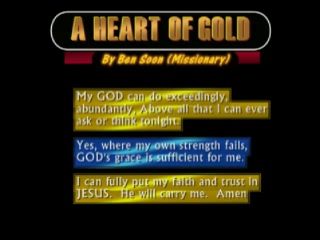 A HEART OF GOLD
By Ben Soon (Missionary)
My GOD can do exceedingly,
abundantly, Above all that I can ever
ask or think tonight.
Yes, where my own strength fails,
GOD's grace is sufficient for me.
I can fully put my faith and trust in
JESUS. He will carry me. Amen